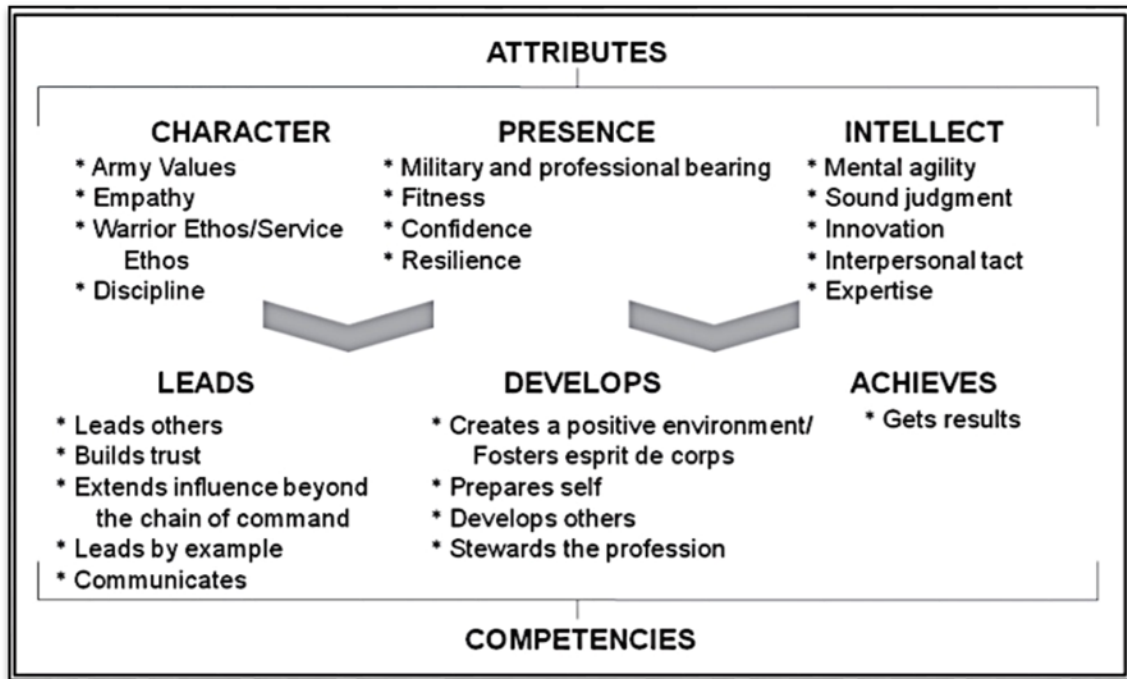 ATTRIBUTES
CHARACTER
* Army Values
* Empathy
* Warrior Ethos/Service
Ethos
* Discipline
PRESENCE
* Military and professional bearing
* Fitness
* Confidence
* Resilience
INTELLECT
* Mental agility
* Sound judgment
* Innovation
* Interpersonal tact
* Expertise
LEADS
* Leads others
* Builds trust
* Extends influence beyond
the chain of command
* Leads by example
* Communicates
DEVELOPS
* Creates a positive environment/
Fosters esprit de corps
* Prepares self
* Develops others
* Stewards the profession
ACHIEVES
* Gets results
COMPETENCIES